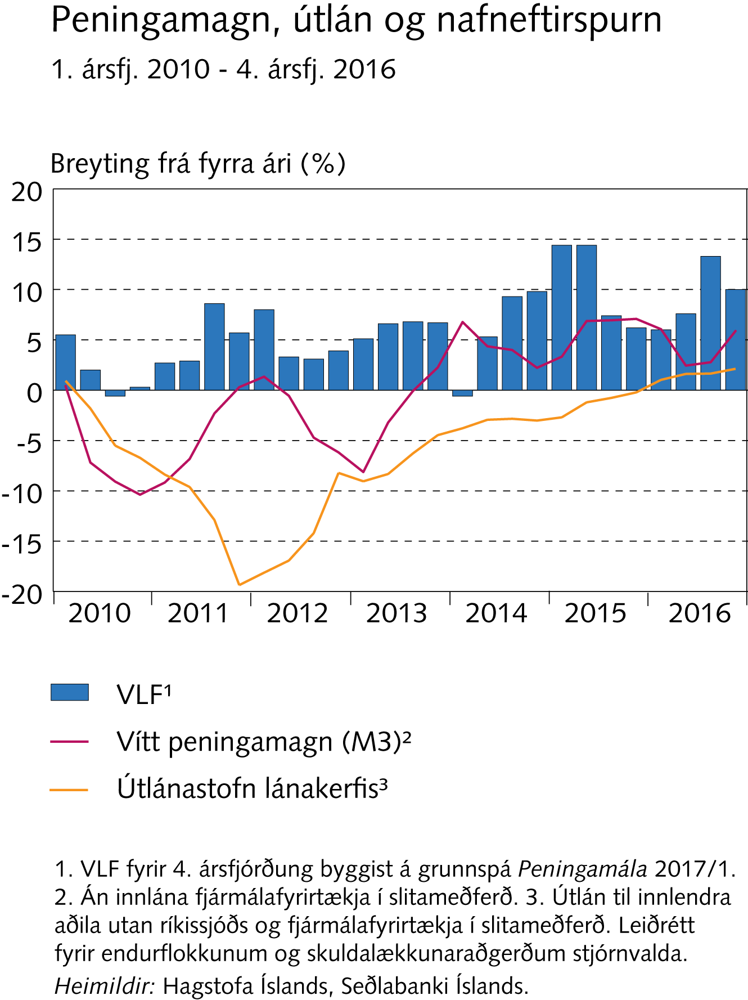 Peningamagn, útlán og nafneftirspurn
1. ársfj. 2010 - 4. ársfj. 2016
Breyting frá fyrra ári (%)
20
15
10
5
0
-5
-10
-15
-20
2010 2011 2012 2013 2014 2015 2016
VLF¹
Vítt peningamagn (M3)²
Útlánastofn lánakerfis³
1. VLF fyrir 4. ársfjórðung byggist á grunnspá Peningamála 2017/1.
2. Án innlána fjármálafyrirtækja í slitameðferð. 3. Útlán til innlendra
aðila utan ríkissjóðs og fjármálafyrirtækja í slitameðferð. Leiðrétt
fyrir endurflokkunum og skuldalækkunaraðgerðum stjórnvalda.
Heimildir: Hagstofa Íslands, Seðlabanki Íslands.